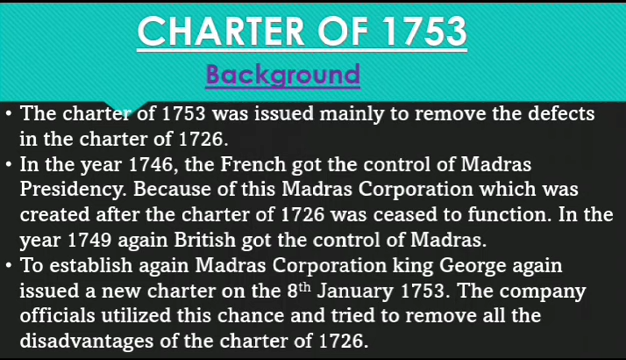 CHARTER OF 1753
Background
• The charter of 1753 was issued mainly to remove the defects
in the charter of 1726.
• In the year 1746, the French got the control of Madras
Presidency. Because of this Madras Corporation which was
created after the charter of 1726 was ceased to function. In the
year 1749 again British got the control of Madras.
• To establish again Madras Corporation king George again
issued a new charter on the 8th January 1753. The company
officials utilized this chance and tried to remove all the
disadvantages of the charter of 1726.